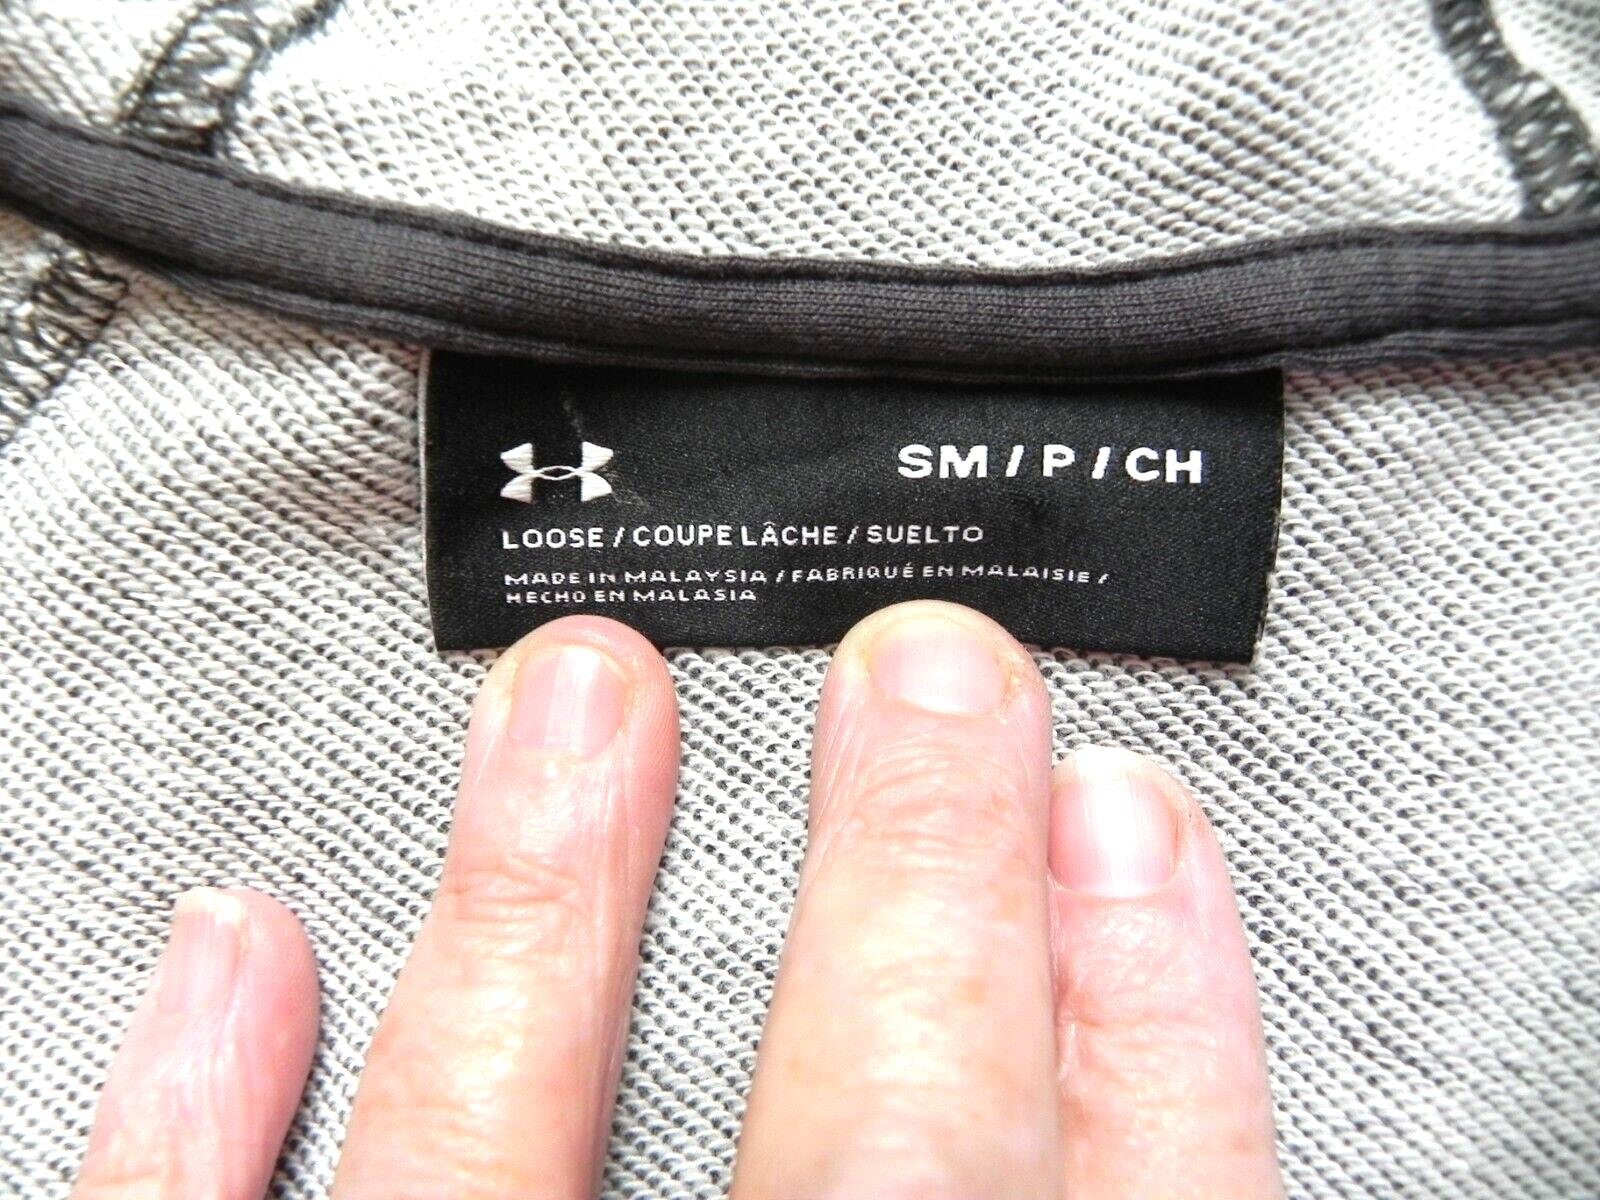 SM / P / CH
LOOSE / COUPE LÂCHE / SUELTO
MADE IN MALAYSIA / FABRIQUÉ EN MALAISIE /
HECHO EN MALASIA